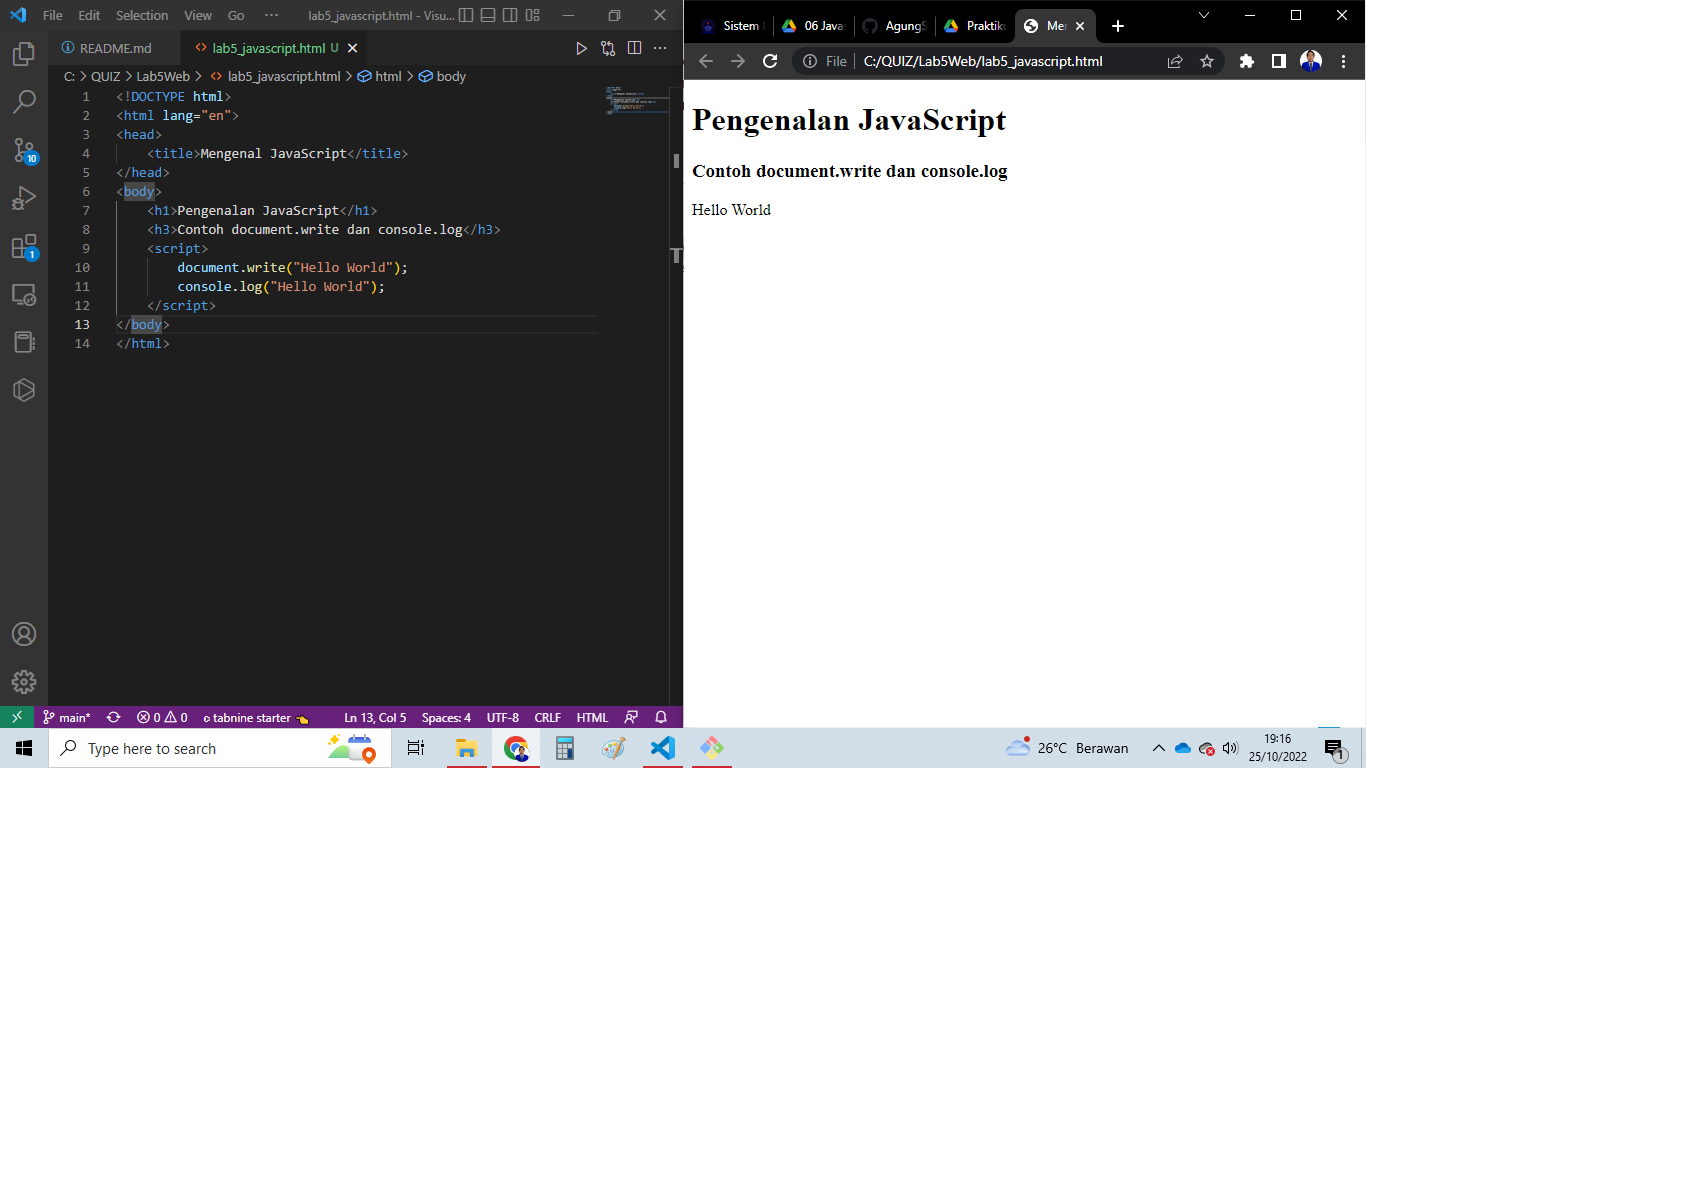 File Edit Selection View Go ··· lab5_javascript.html - Visu...
README.md lab5_javascript.html U
C: > QUIZ > Lab5Web > lab5_javascript.html > html > body
1 <!DOCTYPE html>
2 <html lang="en">
3 <head>
4 <title>Mengenal JavaScript</title>
5 </head>
6 <body>
7 <h1>Pengenalan JavaScript</h1>
8 <h3>Contoh document.write dan console.log</h3>
9 <script>
10 document.write("Hello World");
11 console.log("Hello World");
12 </script>
13 </body>
14 </html>
10
1
main* 0 0 tabnine starter Ln 13, Col 5 Spaces: 4 UTF-8 CRLF HTML
Sistem 06 Java AgungS Praktiku Mer
File C:/QUIZ/Lab5Web/lab5_javascript.html
Pengenalan JavaScript
Contoh document.write dan console.log
Hello World
Type here to search
26°C Berawan
19:16
25/10/2022
1